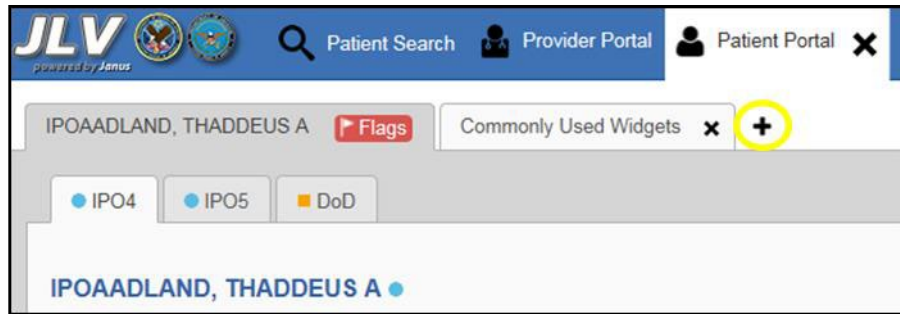 JLV Patient Search Provider Portal Patient Portal
powered by Janus
IPOAADLAND, THADDEUS A Flags Commonly Used Widgets
IPO4 IPO5 DoD
IPOAADLAND, THADDEUS A